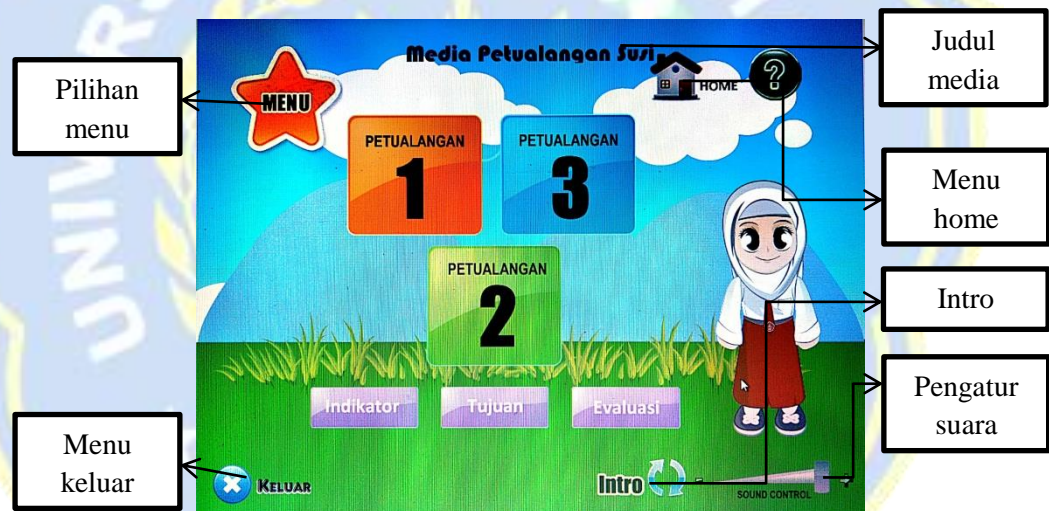 Media Petualangan Susi
MENU
HOME
?
PETUALANGAN
1
PETUALANGAN
3
PETUALANGAN
2
Indikator
Tujuan
Evaluasi
KELUAR
Intro
SOUND CONTROL
Pilihan
menu
Menu
keluar
Judul
media
Menu
home
Intro
Pengatur
suara